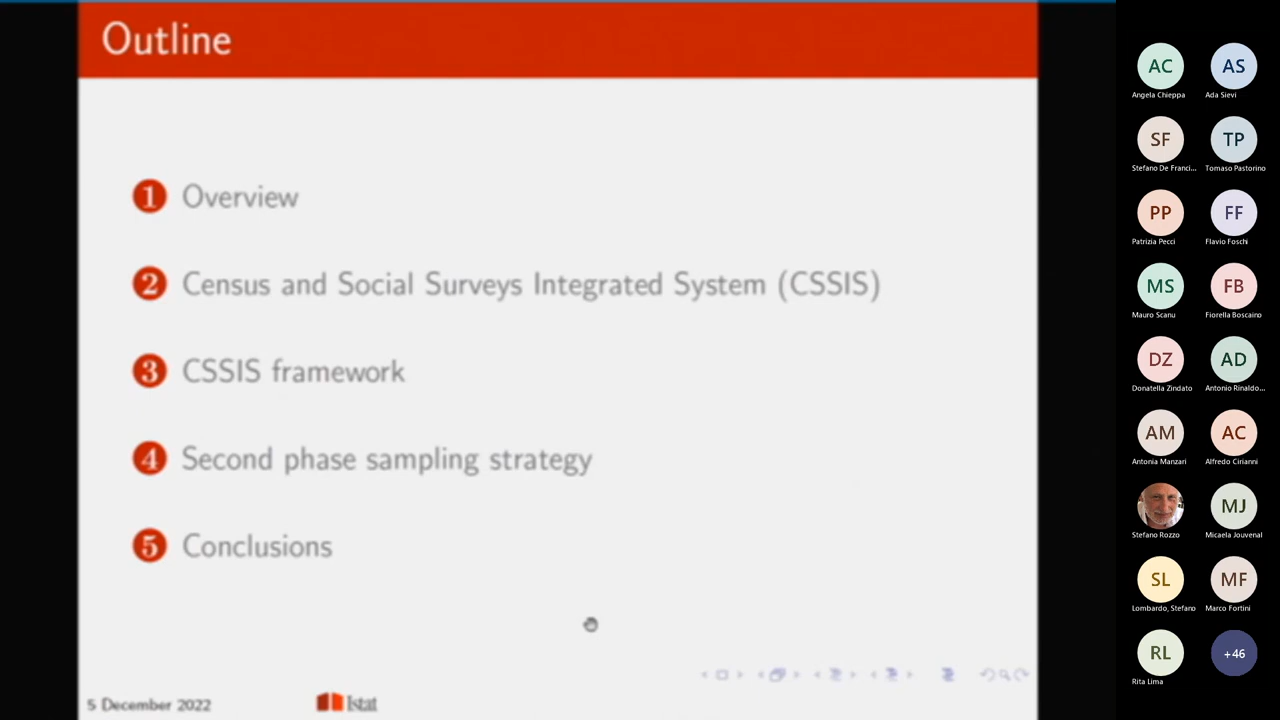 Outline
1 Overview
2 Census and Social Surveys Integrated System (CSSIS)
3 CSSIS framework
4 Second phase sampling strategy
5 Conclusions
5 December 2022
Istat
AC AS
Angela Chieppa Ada Sievi
SF TP
Stefano De Franci... Tomaso Pastorino
PP FF
Patrizia Pecci Flavio Foschi
MS FB
Mauro Scanu Fiorella Boscaino
DZ AD
Donatella Zindato Antonio Rinaldo...
AM AC
Antonia Manzari Alfredo Cirianni
MJ
Stefano Rozzo Micaela Jouvenal
SL MF
Lombardo, Stefano Marco Fortini
RL +46
Rita Lima